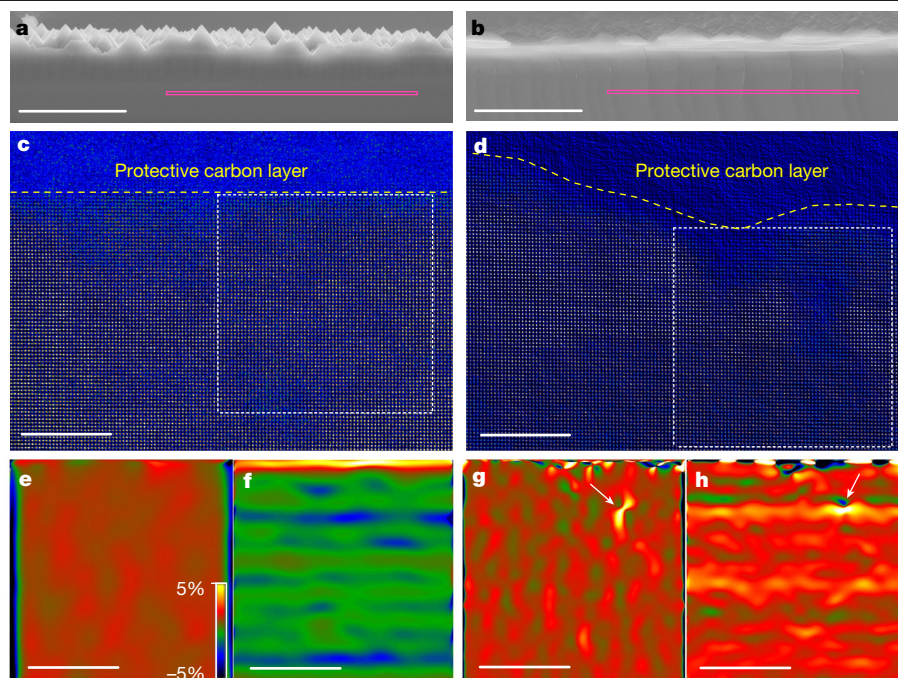 a
b
c
Protective carbon layer
d
Protective carbon layer
e
5%
−5%
f
g
h